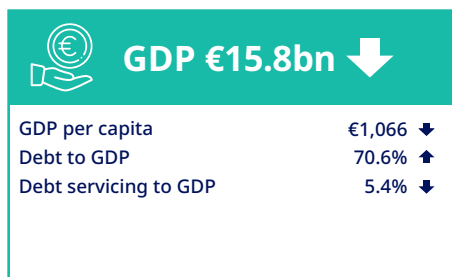 GDP €15.8bn
GDP per capita €1,066
Debt to GDP 70.6%
Debt servicing to GDP 5.4%